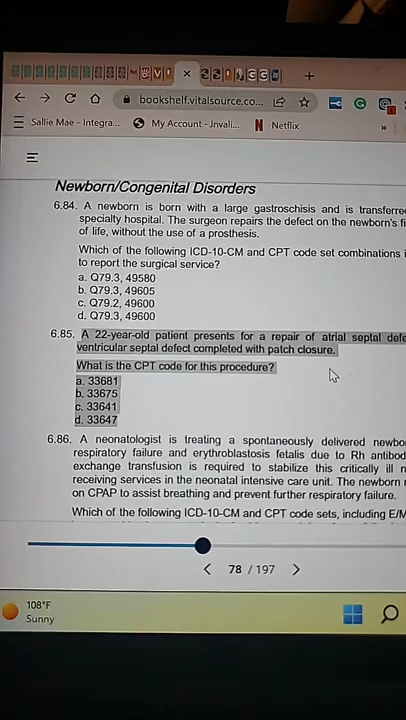 bookshelf.vitalsource.co...
Sallie Mae - Integra...
My Account - Jnvali...
Netflix
»
Newborn/Congenital Disorders
6.84. A newborn is born with a large gastroschisis and is transferre
specialty hospital. The surgeon repairs the defect on the newborn's fi
of life, without the use of a prosthesis.
Which of the following ICD-10-CM and CPT code set combinations i
to report the surgical service?
a. Q79.3, 49580
b. Q79.3, 49605
c. Q79.2, 49600
d. Q79.3, 49600
6.85. A 22-year-old patient presents for a repair of atrial septal defe
ventricular septal defect completed with patch closure.
What is the CPT code for this procedure?
a. 33681
b. 33675
c. 33641
d. 33647
6.86. A neonatologist is treating a spontaneously delivered newbo
respiratory failure and erythroblastosis fetalis due to Rh antibod
exchange transfusion is required to stabilize this critically ill n
receiving services in the neonatal intensive care unit. The newborn
on CPAP to assist breathing and prevent further respiratory failure.
Which of the following ICD-10-CM and CPT code sets, including E/M
78 / 197
108°F
Sunny